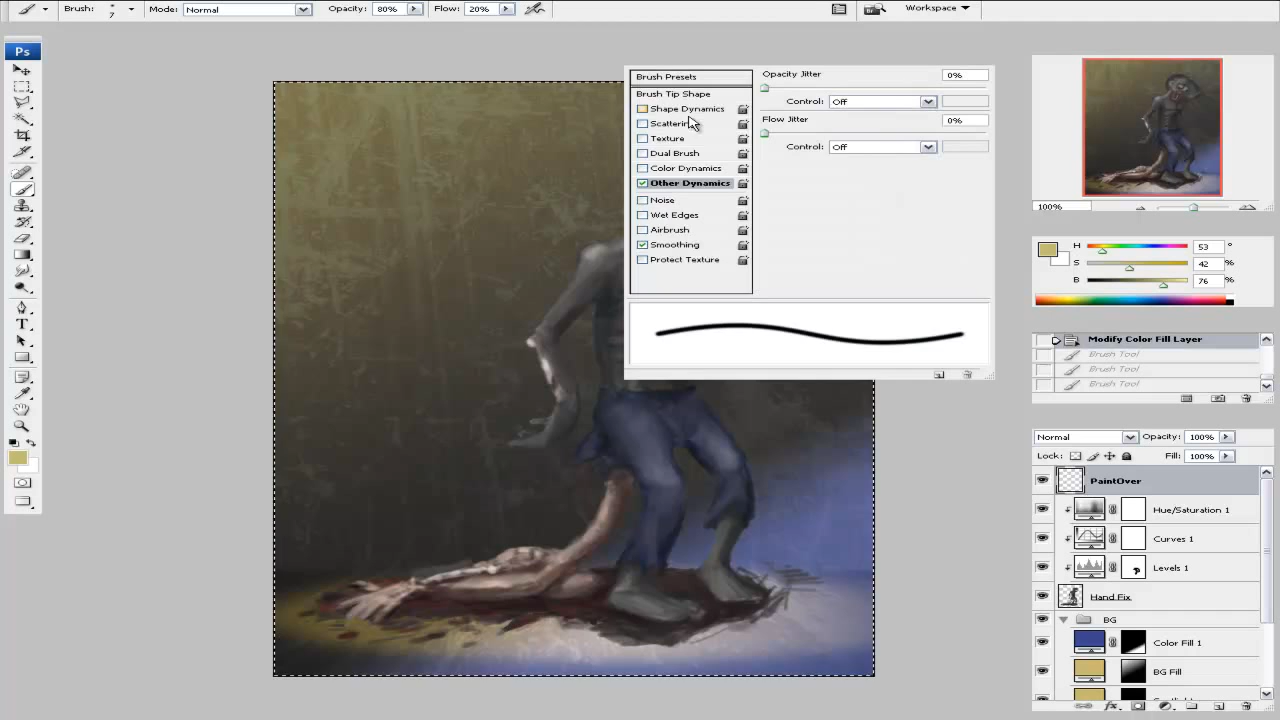 Brush: 7 Mode: Normal Opacity: 80% Flow: 20% Workspace
Ps
Brush Presets
Brush Tip Shape
Shape Dynamics
Scattering
Texture
Dual Brush
Color Dynamics
Other Dynamics
Noise
Wet Edges
Airbrush
Smoothing
Protect Texture
Opacity Jitter 0%
Control: Off
Flow Jitter 0%
Control: Off
100%
H 53 °
S 42 %
B 76 %
Modify Color Fill Layer
Brush Tool
Brush Tool
Brush Tool
Normal Opacity: 100%
Lock: Fill: 100%
PaintOver
Hue/Saturation 1
Curves 1
Levels 1
Hand Fix
BG
Color Fill 1
BG Fill